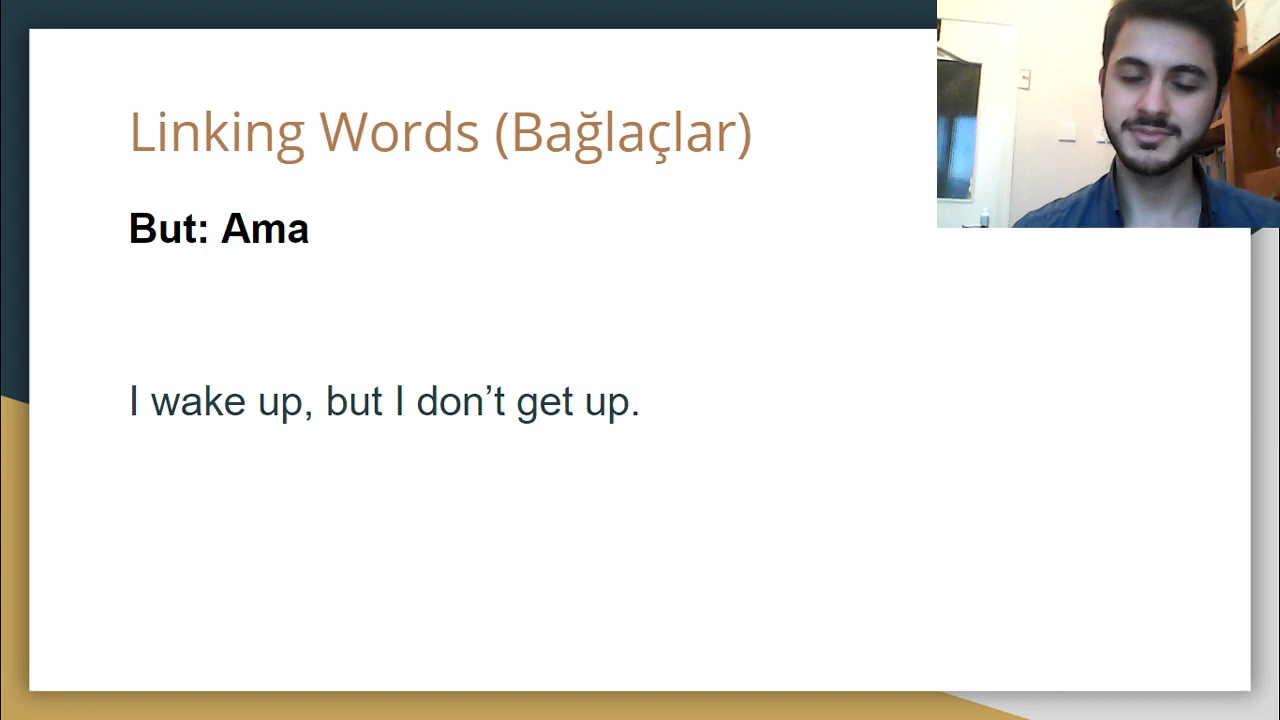 Linking Words (Bağlaçlar)
But: Ama
I wake up, but I don’t get up.